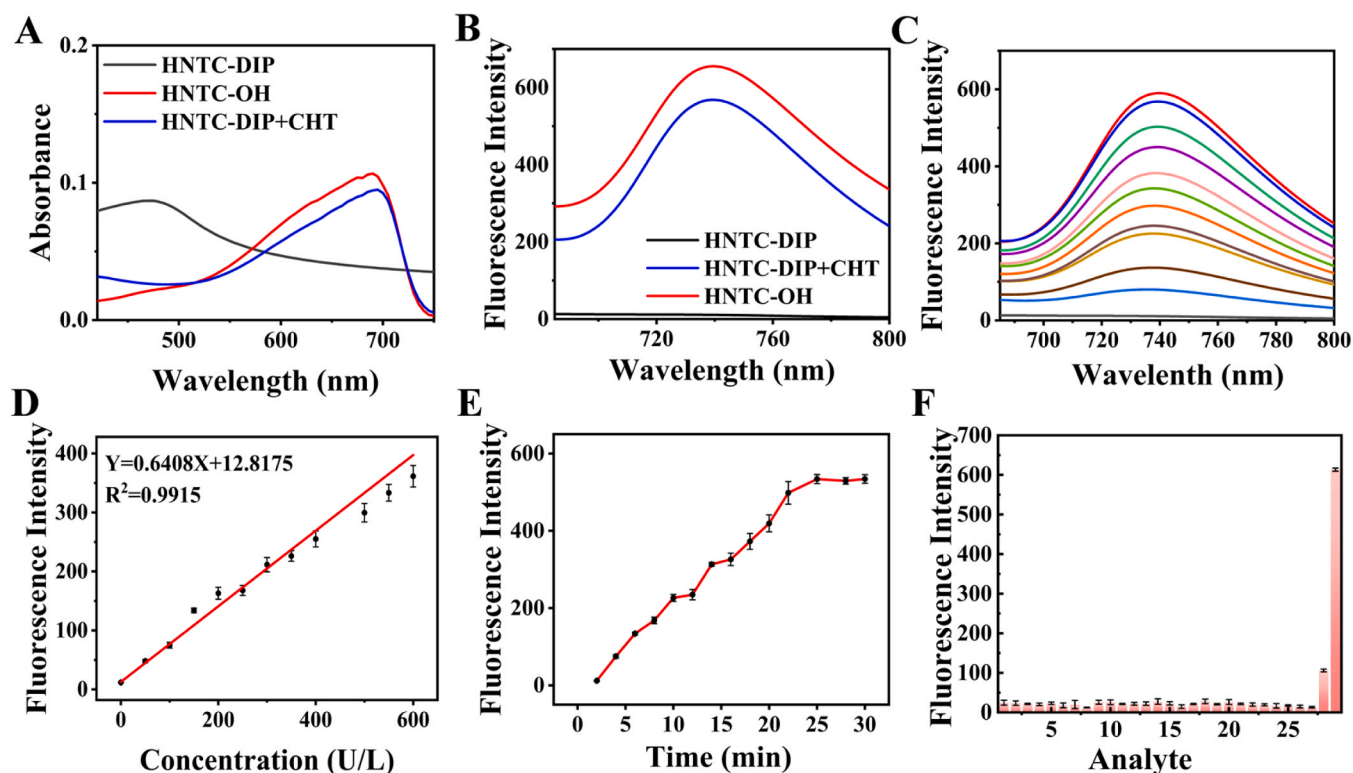 A
0.2
0.1
0.0
Absorbance
HNTC-DIP
HNTC-OH
HNTC-DIP+CHT
500
600
700
Wavelength (nm)
B
600
400
200
0
Fluorescence Intensity
HNTC-DIP
HNTC-DIP+CHT
HNTC-OH
720
760
800
Wavelength (nm)
C
600
400
200
0
Fluorescence Intensity
700
720
740
760
780
800
Wavelenth (nm)
D
400
300
200
100
0
Fluorescence Intensity
Y=0.6408X+12.8175
R²=0.9915
0
200
400
600
Concentration (U/L)
E
600
400
200
0
Fluorescence Intensity
0
5
10
15
20
25
30
Time (min)
F
700
600
500
400
300
200
100
0
Fluorescence Intensity
5
10
15
20
25
Analyte